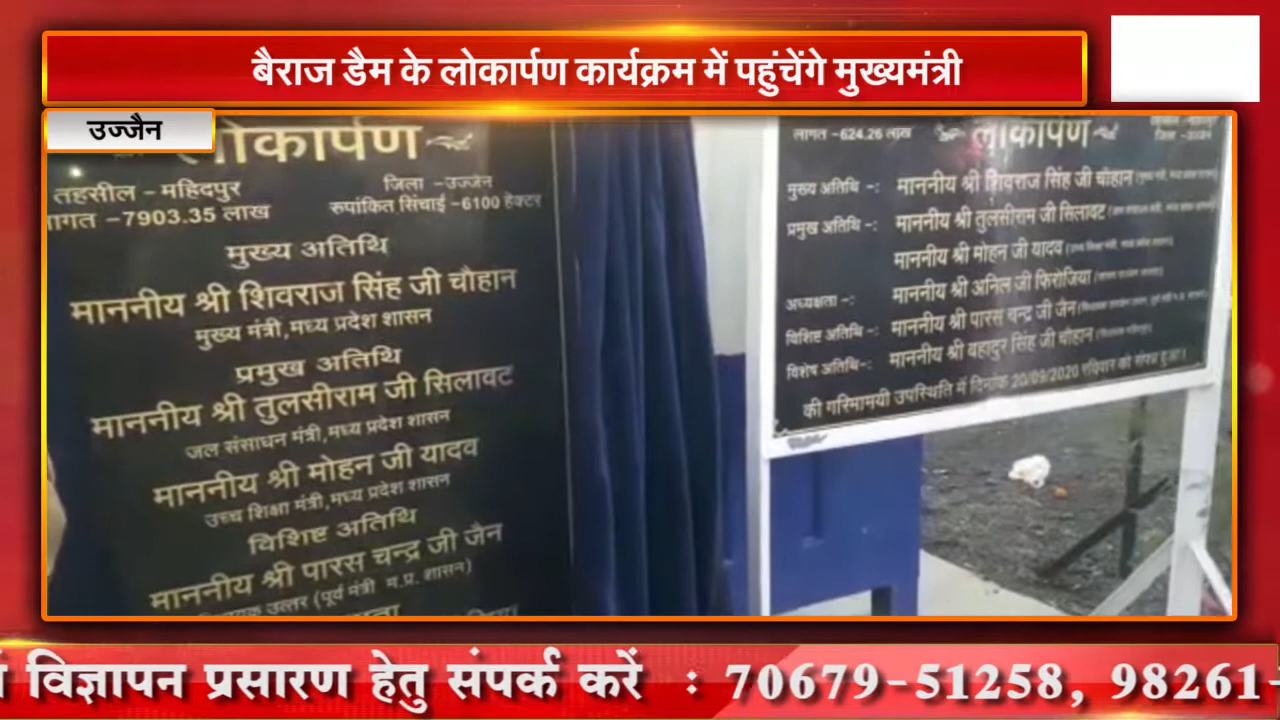 बैराज डैम के लोकार्पण कार्यक्रम में पहुंचेंगे मुख्यमंत्री
उज्जैन
लोकार्पण
तहसील - महिदपुर
जिला -उज्जैन
लागत -7903.35 लाख
रुपांकित सिंचाई -6100 हेक्टर
मुख्य अतिथि
माननीय श्री शिवराज सिंह जी चौहान
मुख्य मंत्री,मध्य प्रदेश शासन
प्रमुख अतिथि
माननीय श्री तुलसीराम जी सिलावट
जल संसाधन मंत्री,मध्य प्रदेश शासन
माननीय श्री मोहन जी यादव
उच्च शिक्षा मंत्री,मध्य प्रदेश शासन
विशिष्ट अतिथि
माननीय श्री पारस चन्द्र जी जैन
उत्तर (पूर्व मंत्री म.प्र. शासन)
लागत -624.26 लाख
लोकार्पण
मुख्य अतिथि -: माननीय श्री शिवराज सिंह जी चौहान
प्रमुख अतिथि -: माननीय श्री तुलसीराम जी सिलावट
माननीय श्री मोहन जी यादव
अध्यक्षता -: माननीय श्री अनिल जी फिरोजिया
विशिष्ट अतिथि -: माननीय श्री पारस चन्द्र जी जैन
विशेष अतिथि-: माननीय श्री बहादुर सिंह जी चौहान
की गरिमामयी उपस्थिति में दिनांक 20/09/2020 रविवार को संपन्न हुआ।
विज्ञापन प्रसारण हेतु संपर्क करें : 70679-51258, 98261-